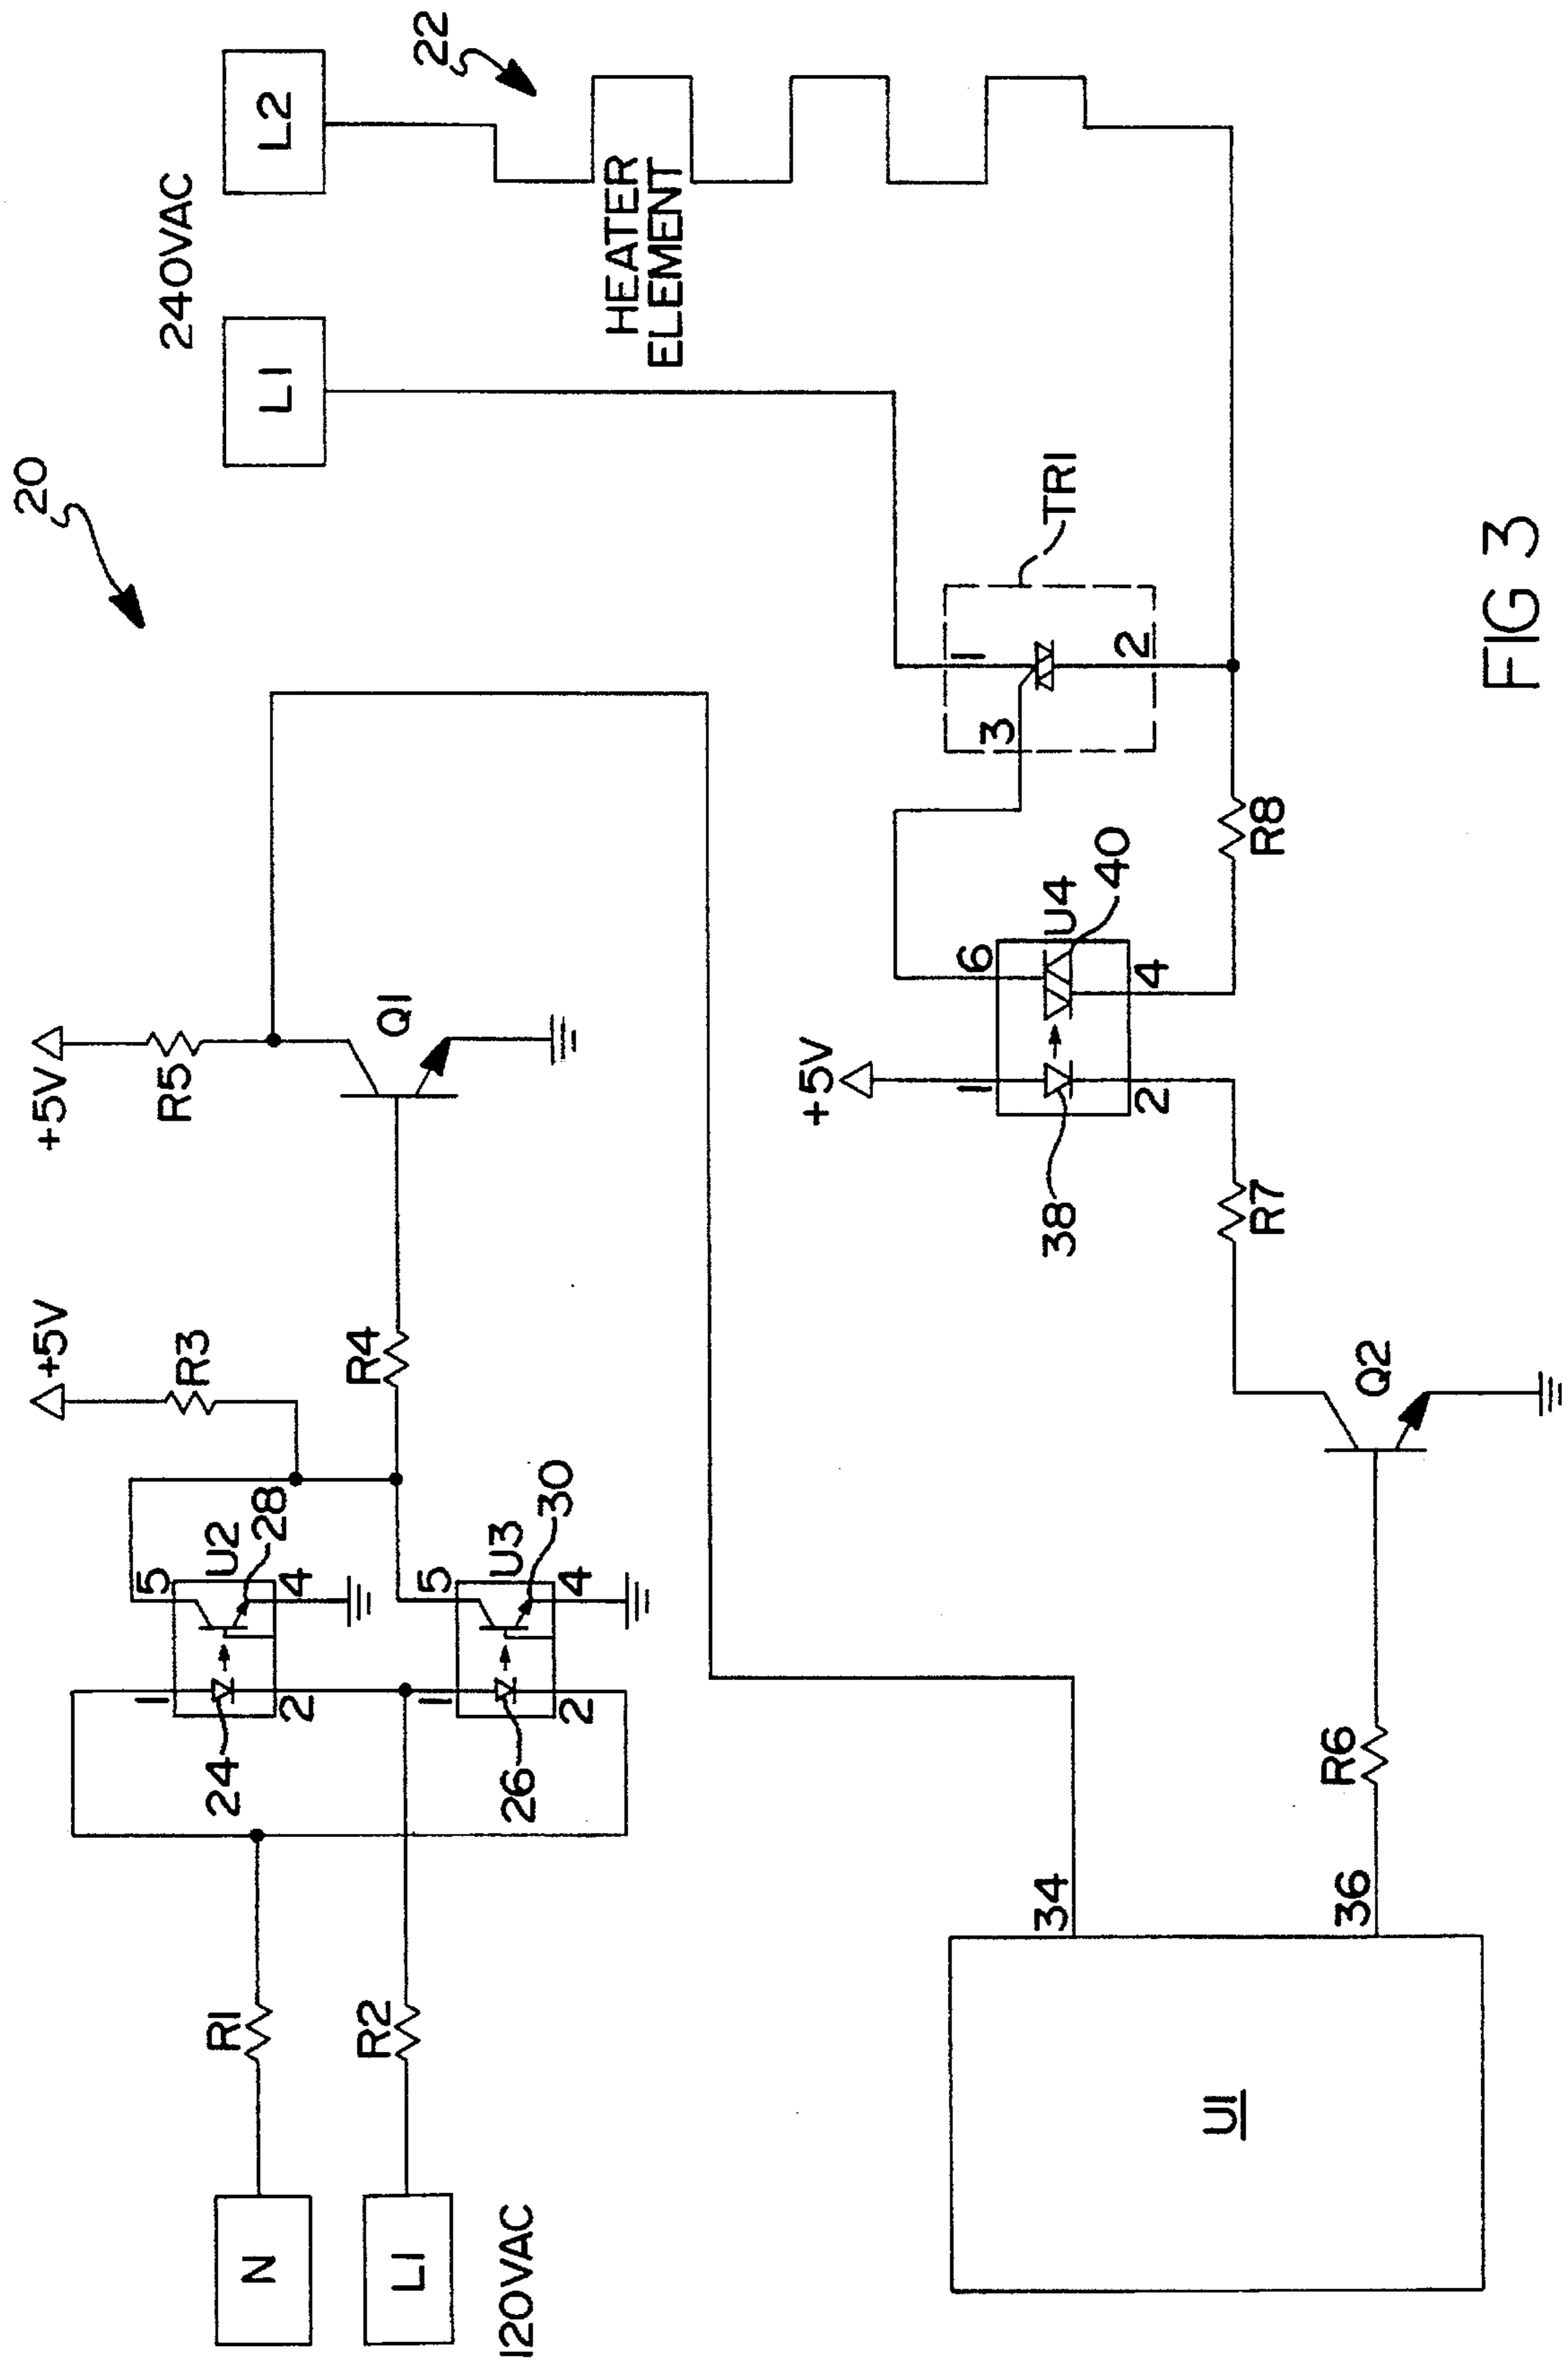 20
240VAC
L1
L2
22
HEATER
ELEMENT
+5V
+5V
R3
R5
N
R1
24
1
2
5
U2
28
4
L1
R2
120VAC
R4
Q1
26
1
2
5
U3
30
4
34
36
U1
R6
Q2
R7
+5V
38
1
2
6
U4
40
4
R8
3
1
2
TR1
FIG 3